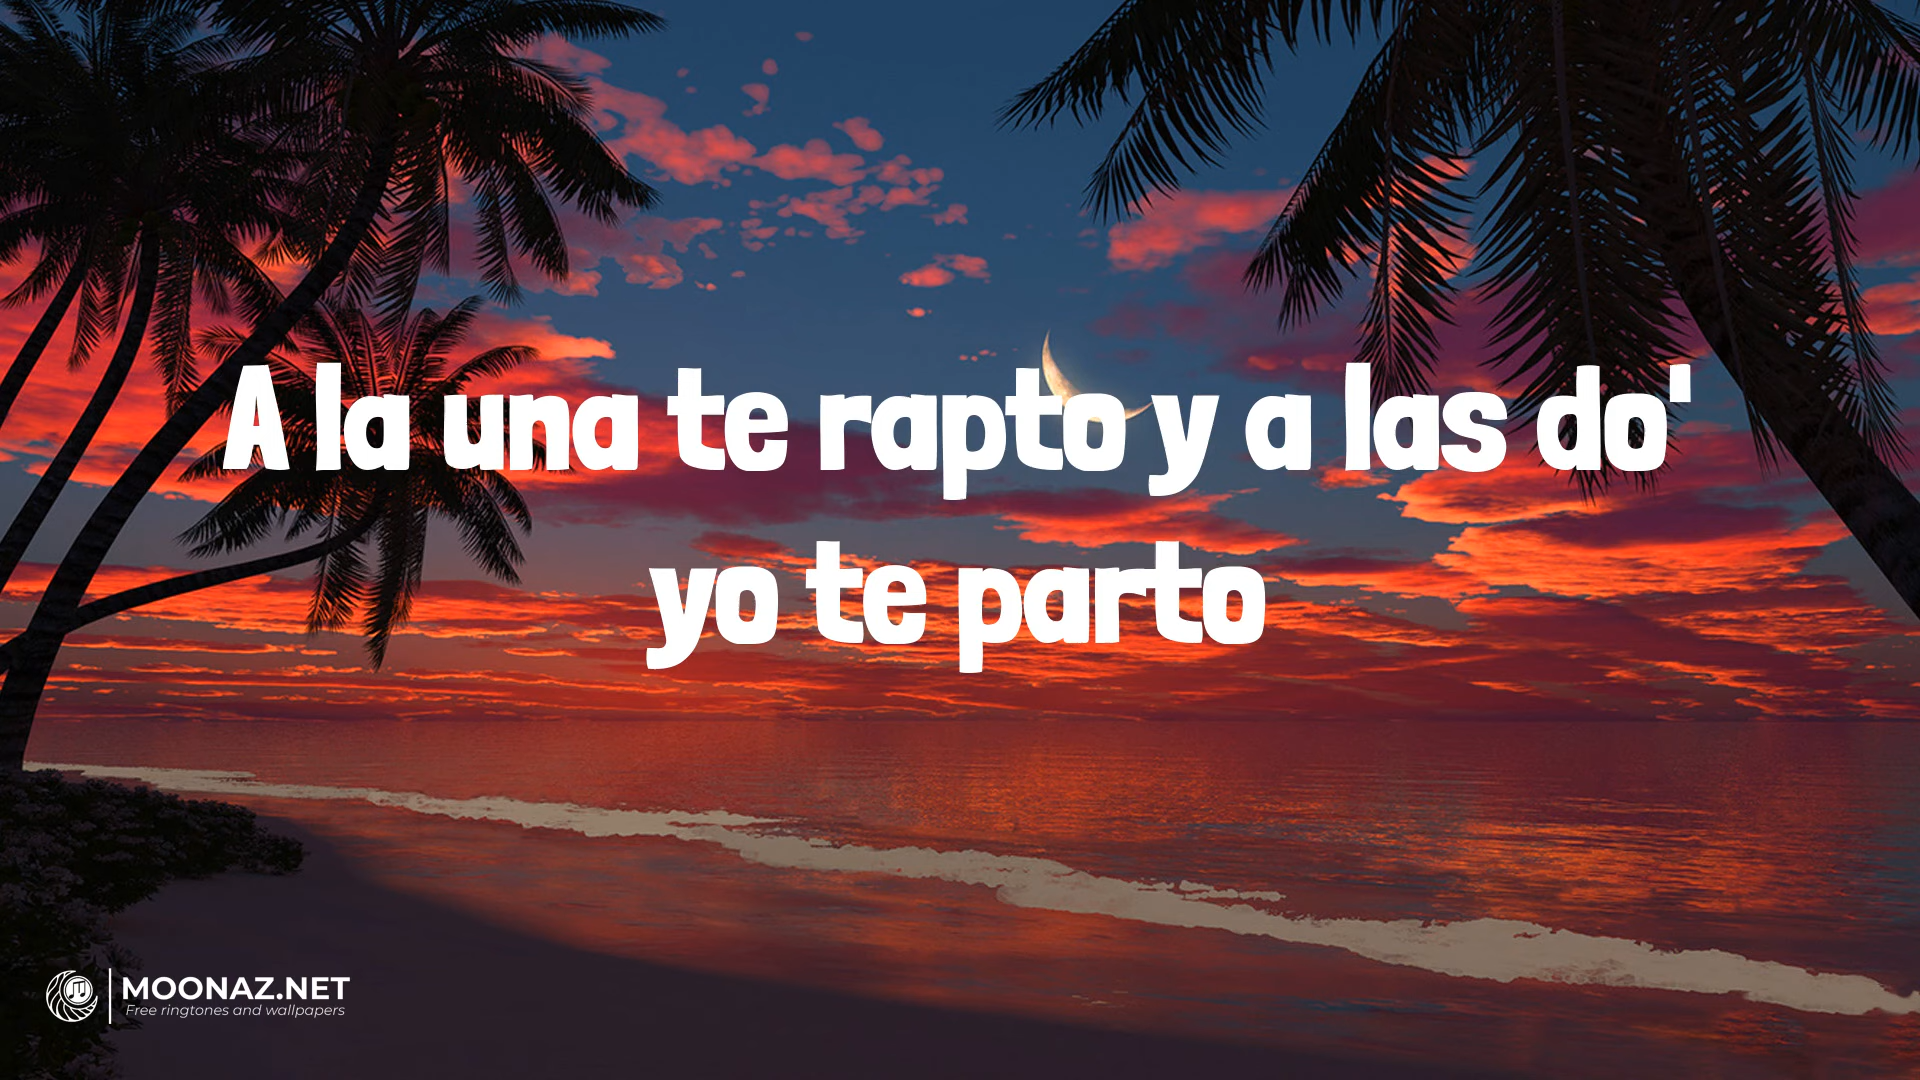 A la una te rapto y a las do'
yo te parto
MOONAZ.NET
Free ringtones and wallpapers